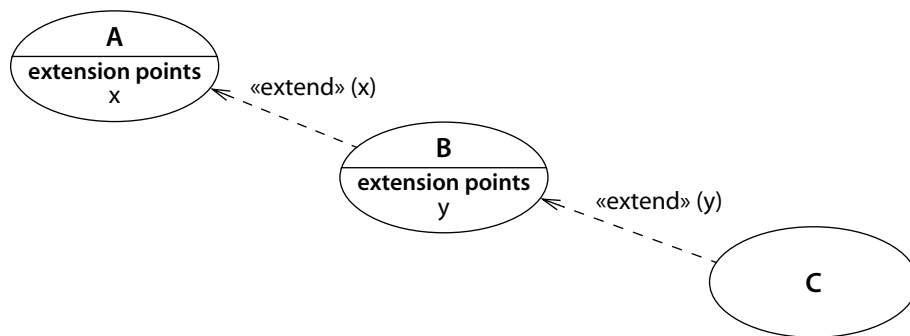 A
extension points
x
«extend» (x)
B
extension points
y
«extend» (y)
C